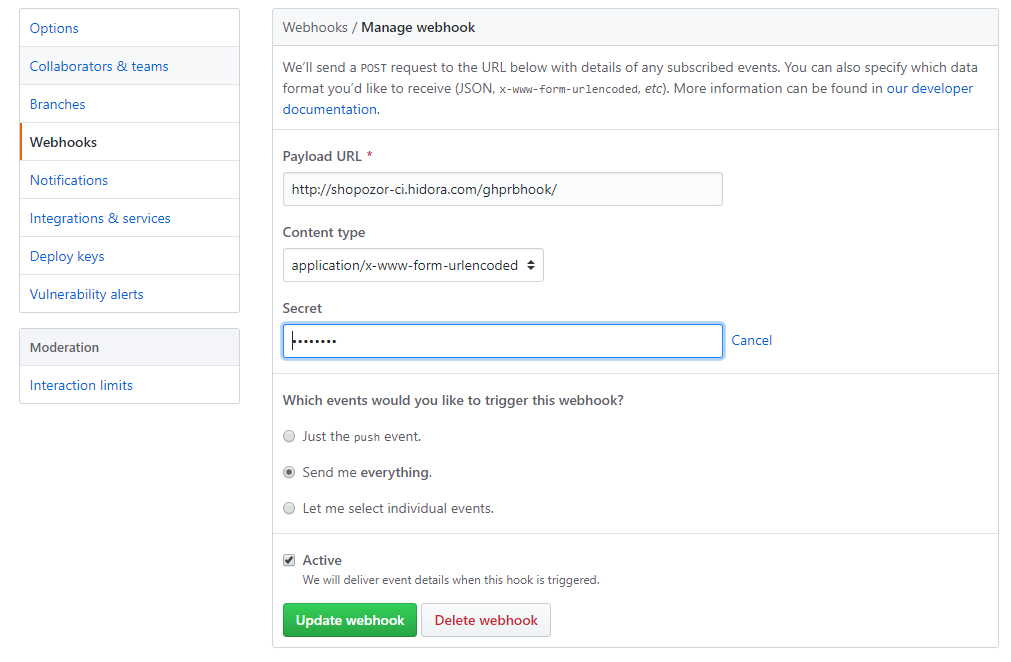 Options
Collaborators & teams
Branches
Webhooks
Notifications
Integrations & services
Deploy keys
Vulnerability alerts
Moderation
Interaction limits
Webhooks / Manage webhook
We'll send a POST request to the URL below with details of any subscribed events. You can also specify which data
format you'd like to receive (JSON, x-www-form-urlencoded, etc). More information can be found in our developer
documentation.
Payload URL *
http://shopozor-ci.hidora.com/ghprbhook/
Content type
application/x-www-form-urlencoded
Secret
•••••••• Cancel
Which events would you like to trigger this webhook?
Just the push event.
Send me everything.
Let me select individual events.
Active
We will deliver event details when this hook is triggered.
Update webhook Delete webhook